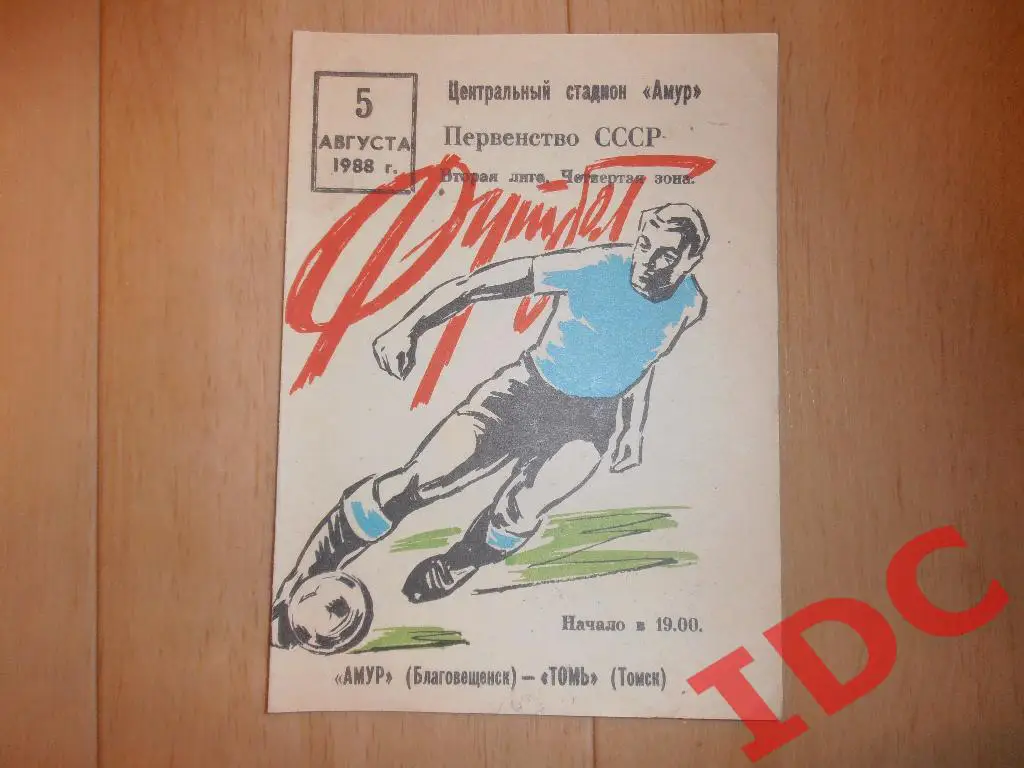 5
АВГУСТА
1988 г.
Центральный стадион «Амур»
Первенство СССР
Вторая лига. Четвертая зона.
Футбол
Начало в 19.00.
«АМУР» (Благовещенск) — «ТОМЬ» (Томск)
IDC